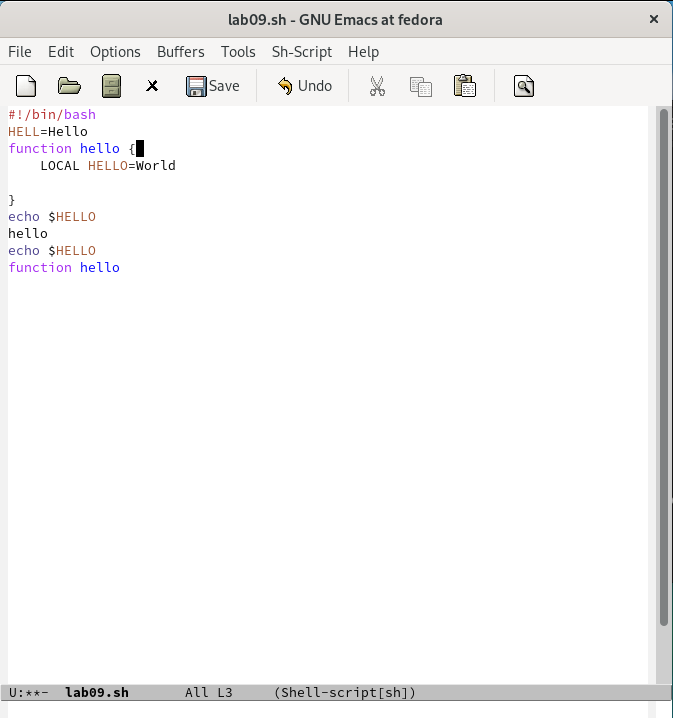 lab09.sh - GNU Emacs at fedora
File Edit Options Buffers Tools Sh-Script Help
Save Undo
#!/bin/bash
HELL=Hello
function hello {
    LOCAL HELLO=World
}
echo $HELLO
hello
echo $HELLO
function hello
U:**-  lab09.sh       All L3     (Shell-script[sh])